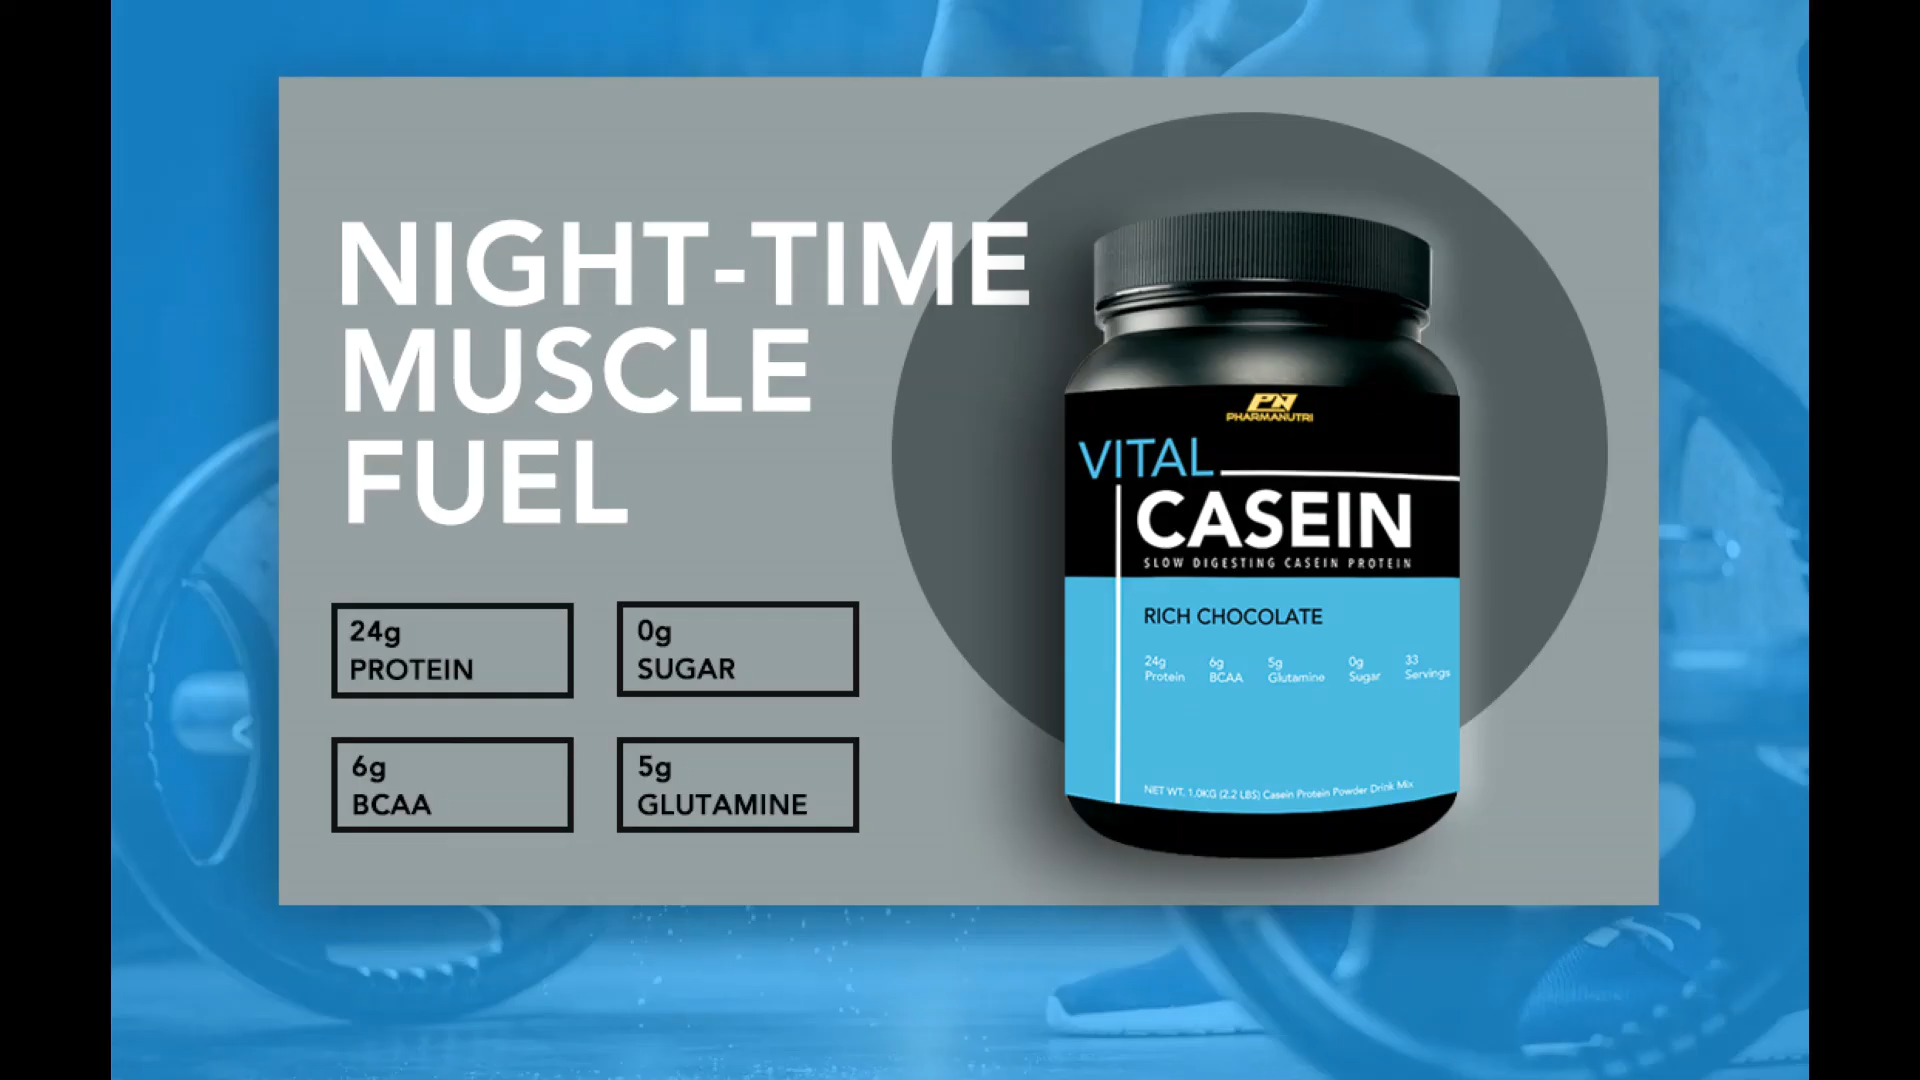 NIGHT-TIME
MUSCLE
FUEL
24g
PROTEIN
0g
SUGAR
6g
BCAA
5g
GLUTAMINE
PN
PHARMANUTRI
VITAL
CASEIN
SLOW DIGESTING CASEIN PROTEIN
RICH CHOCOLATE
24g 6g 5g 0g 33
Protein BCAA Glutamine Sugar Servings
NET WT. 1.0KG (2.2 LBS) Casein Protein Powder Drink Mix